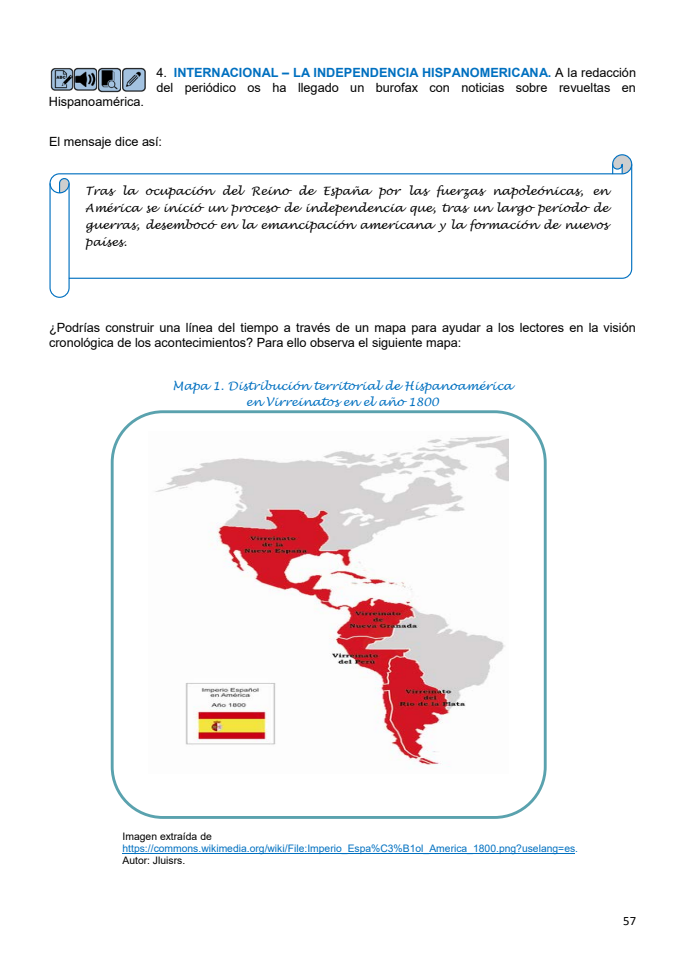 4. INTERNACIONAL – LA INDEPENDENCIA HISPANOMERICANA. A la redacción
del periódico os ha llegado un burofax con noticias sobre revueltas en
Hispanoamérica.
El mensaje dice así:
Tras la ocupación del Reino de España por las fuerzas napoleónicas, en
América se inició un proceso de independencia que, tras un largo periodo de
guerras, desembocó en la emancipación americana y la formación de nuevos
países.
¿Podrías construir una línea del tiempo a través de un mapa para ayudar a los lectores en la visión
cronológica de los acontecimientos? Para ello observa el siguiente mapa:
Mapa 1. Distribución territorial de Hispanoamérica
en Virreinatos en el año 1800
Virreinato
de la
Nueva España
Virreinato
de
Nueva Granada
Virreinato
del Perú
Virreinato
del
Rio de la Plata
Imperio Español
en América
Año 1800
Imagen extraída de
https://commons.wikimedia.org/wiki/File:Imperio_Espa%C3%B1ol_America_1800.png?uselang=es.
Autor: Jluisrs.
57